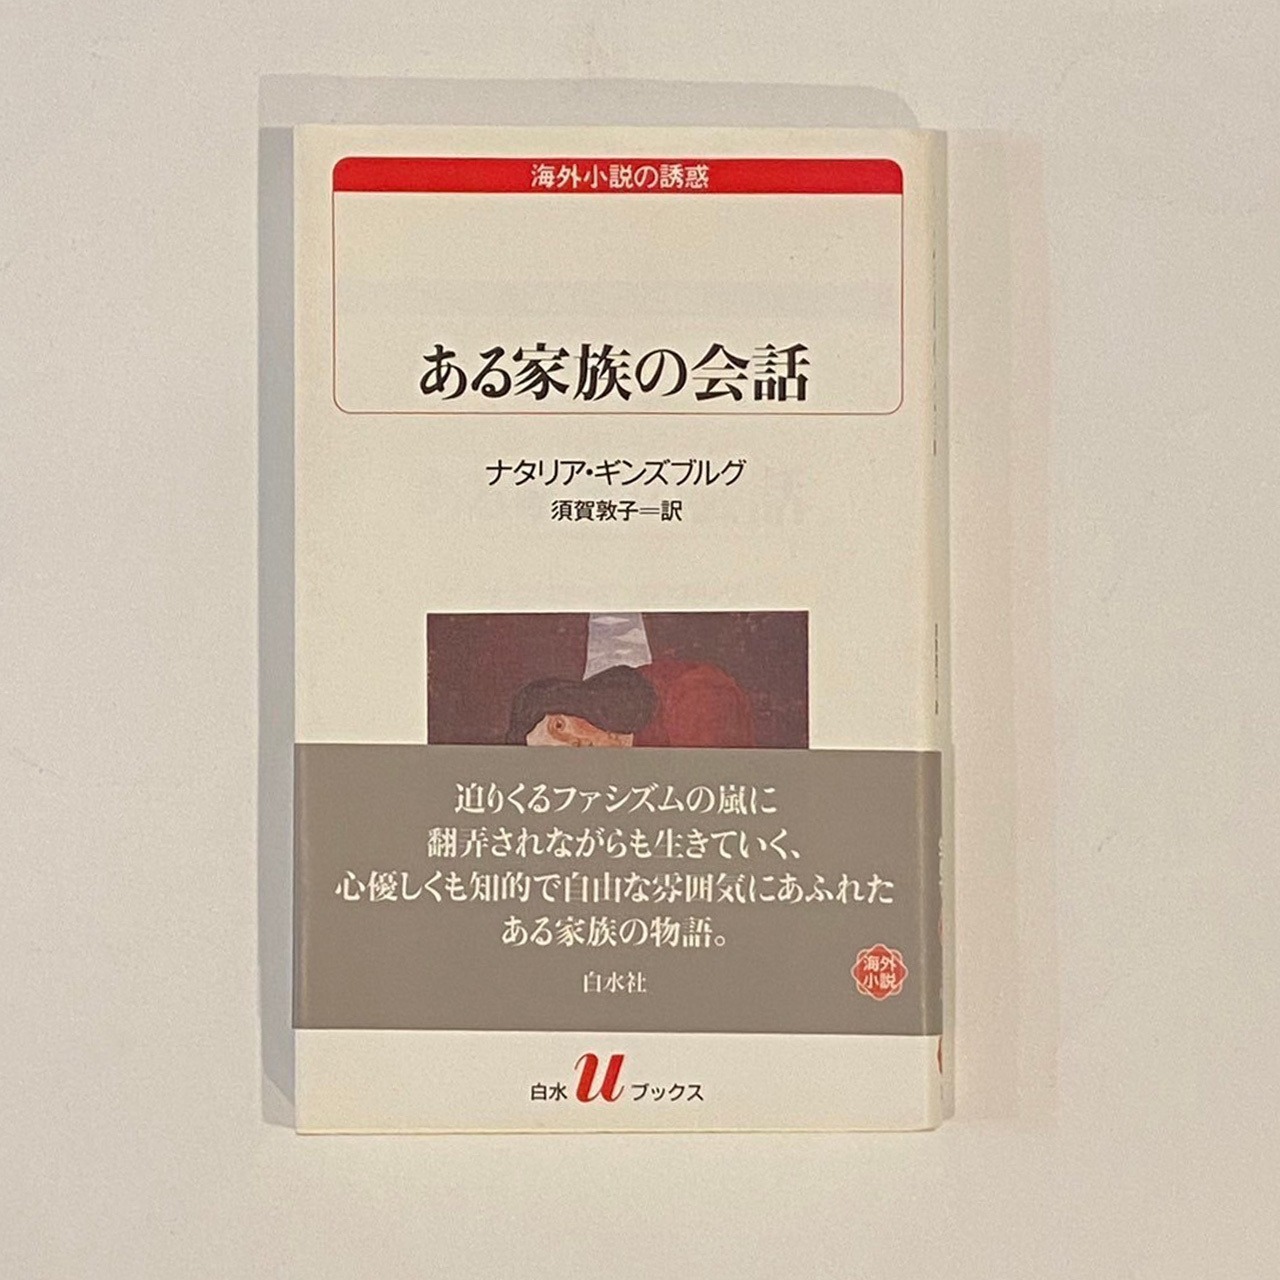 海外小説の誘惑
ある家族の会話
ナタリア・ギンズブルグ
須賀敦子＝訳
迫りくるファシズムの嵐に
翻弄されながらも生きていく、
心優しくも知的で自由な雰囲気にあふれた
ある家族の物語。
白水社
海外
小説
白水uブックス